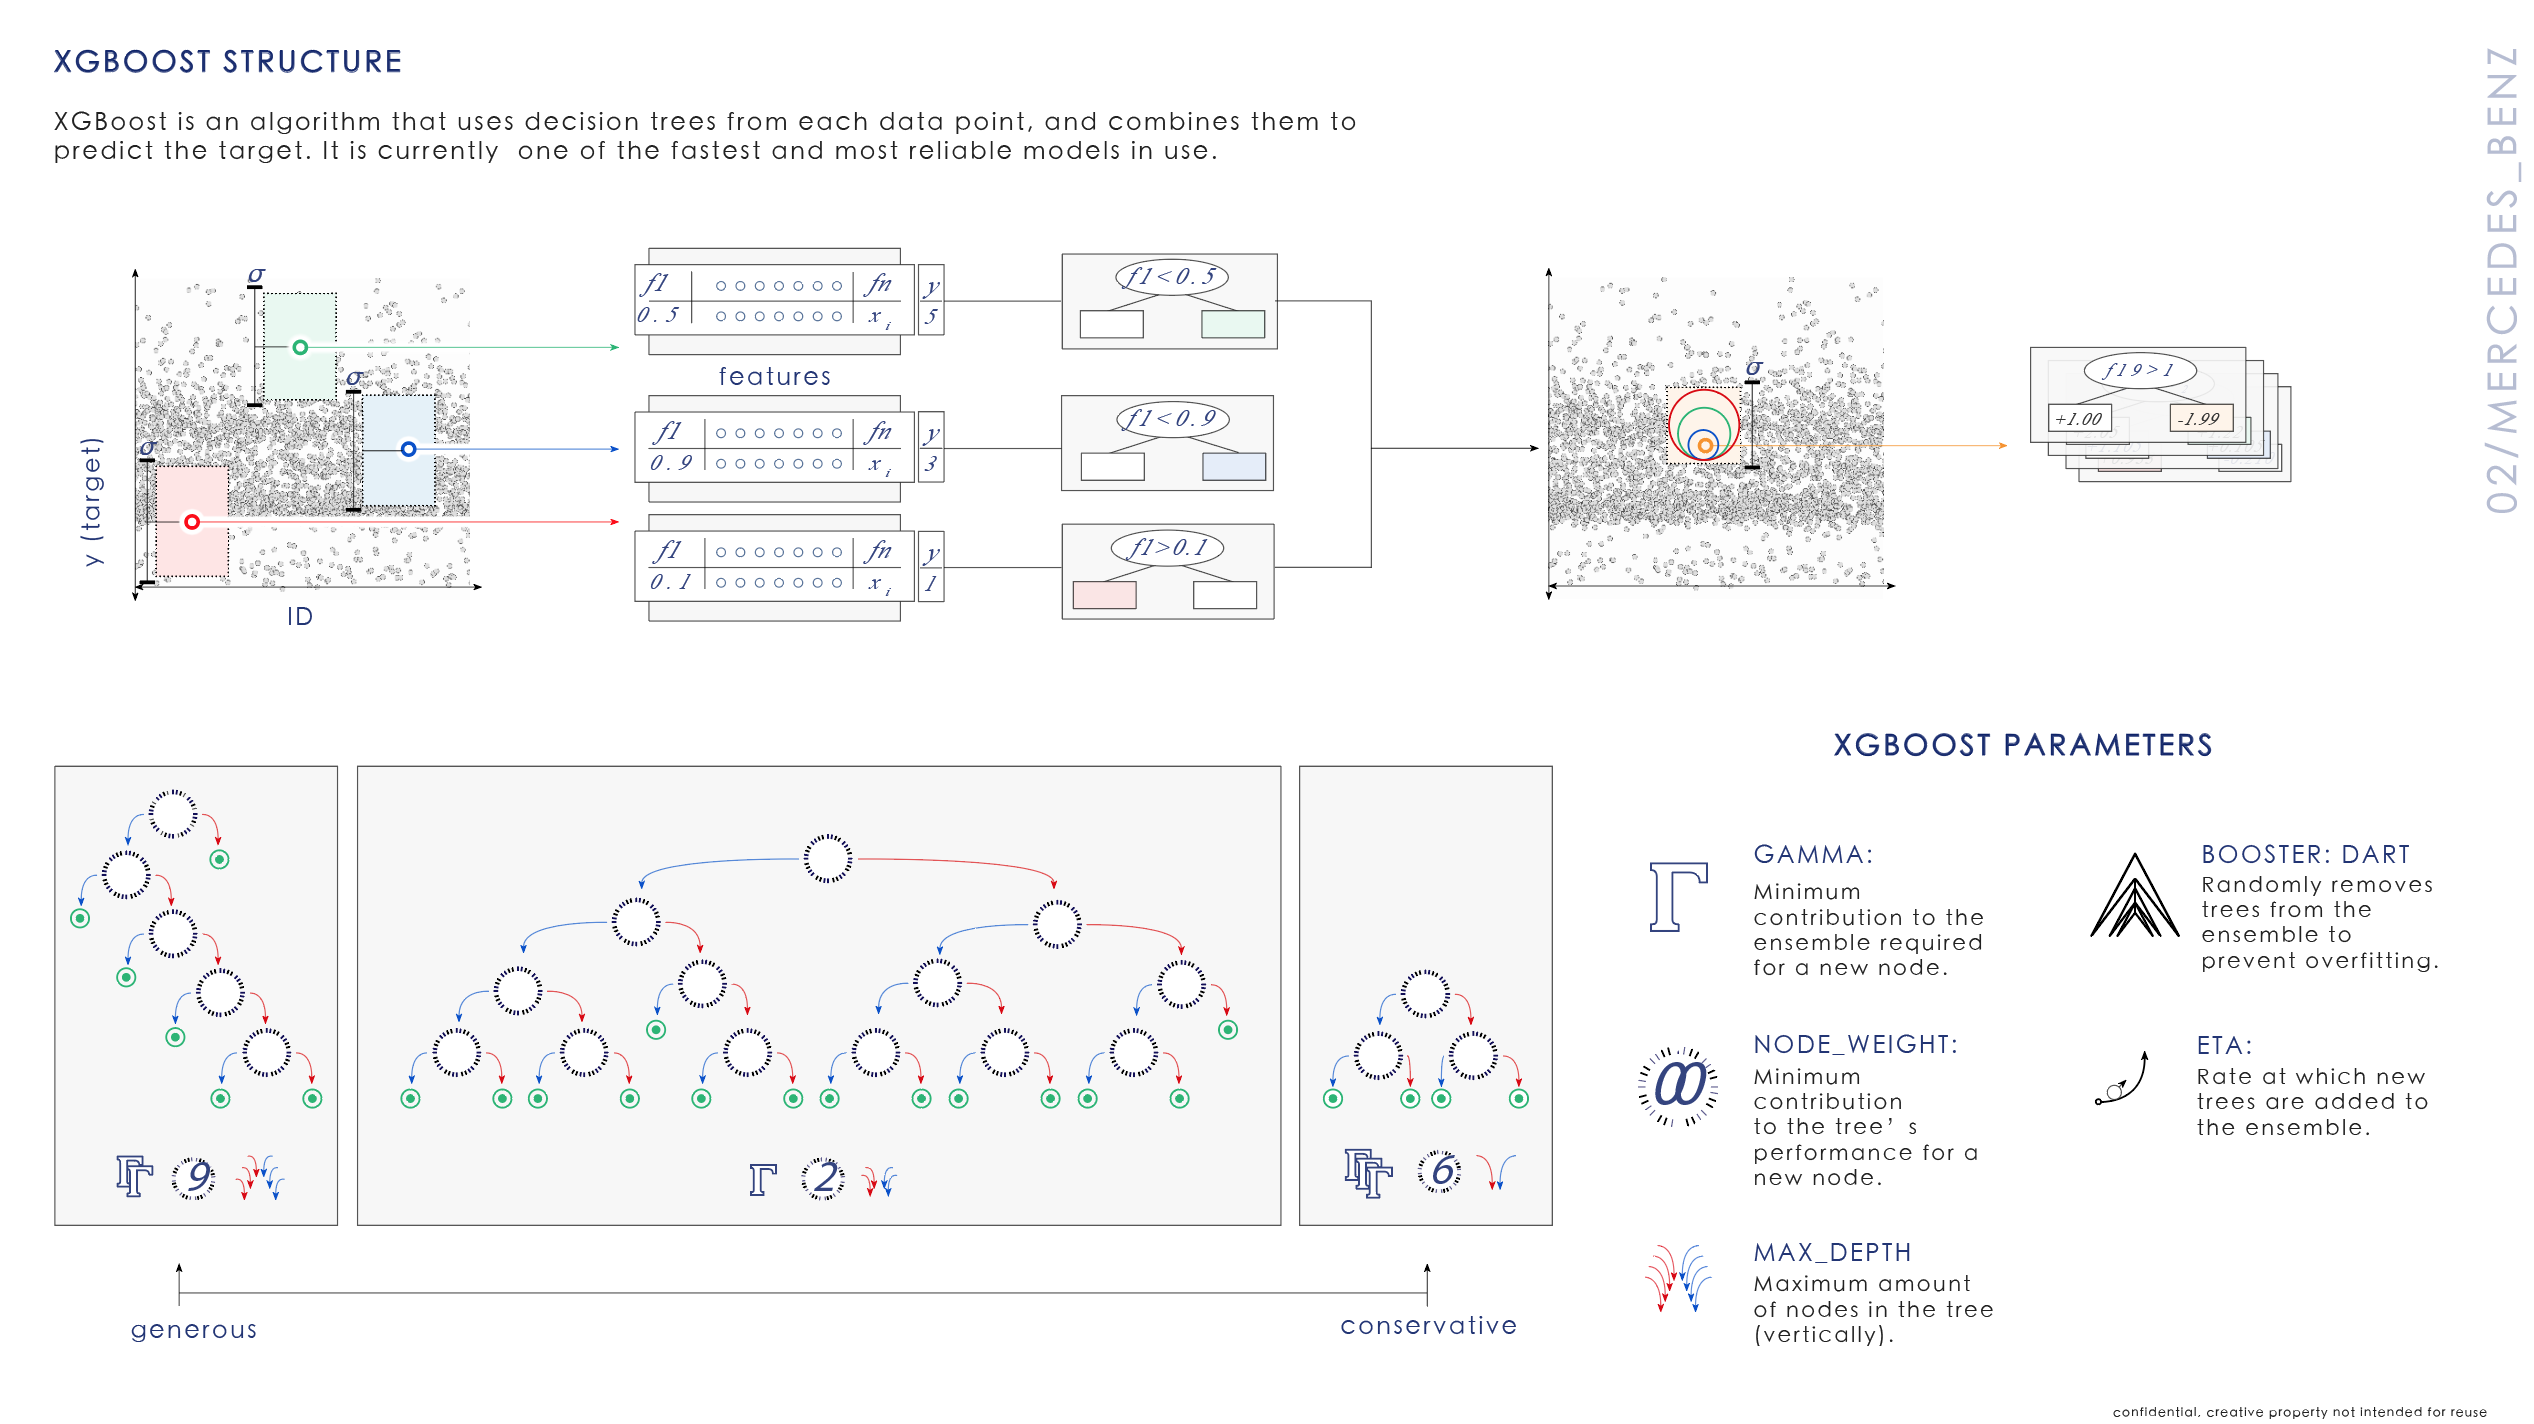 XGBOOST STRUCTURE
XGBoost is an algorithm that uses decision trees from each data point, and combines them to
predict the target. It is currently one of the fastest and most reliable models in use.
02/MERCEDES_BENZ
σ
σ
σ
y (target)
ID
f1 fn y
0.5 x i 5
features
f1 fn y
0.9 x i 3
f1 fn y
0.1 x i 1
f1<0.5
f1<0.9
f1>0.1
σ
f19>1
+1.00 -1.99
XGBOOST PARAMETERS
Γ
GAMMA:
Minimum
contribution to the
ensemble required
for a new node.
BOOSTER: DART
Randomly removes
trees from the
ensemble to
prevent overfitting.
NODE_WEIGHT:
Minimum
contribution
to the tree’ s
performance for a
new node.
ETA:
Rate at which new
trees are added to
the ensemble.
MAX_DEPTH
Maximum amount
of nodes in the tree
(vertically).
ΓΓ 9
Γ 2
ΓΓΓ 6
generous
conservative
confidential, creative property not intended for reuse